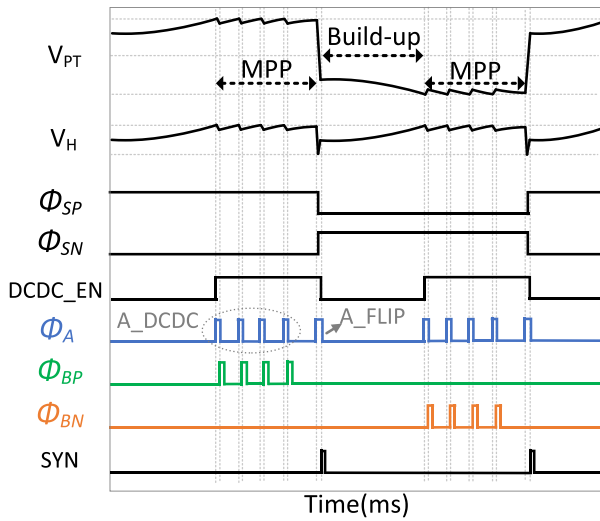 V_PT
Build-up
MPP
MPP
V_H
Φ_SP
Φ_SN
DCDC_EN
A_DCDC
A_FLIP
Φ_A
Φ_BP
Φ_BN
SYN
Time(ms)